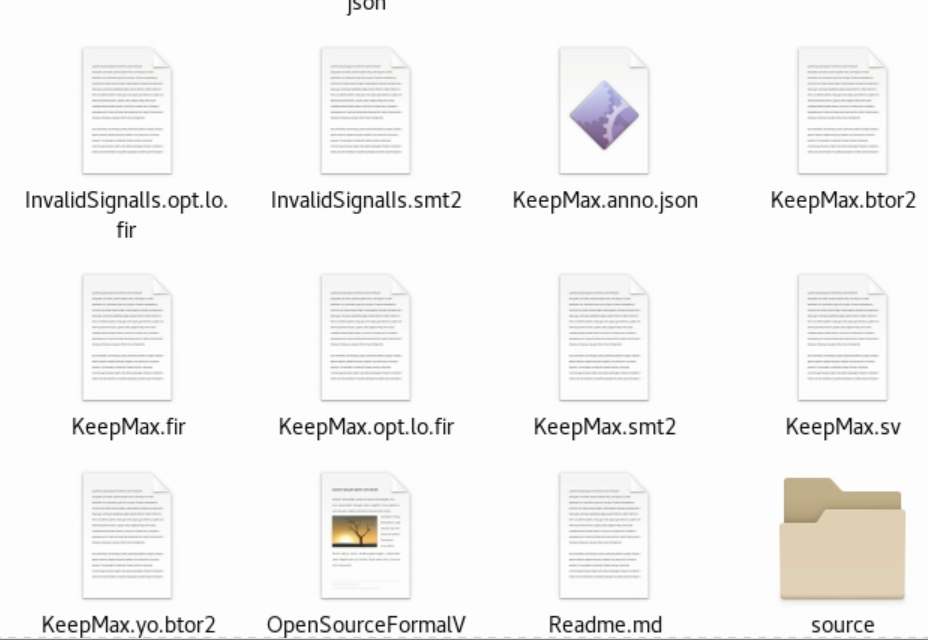 json
InvalidSignalIs.opt.lo. InvalidSignalIs.smt2 KeepMax.anno.json KeepMax.btor2
fir
KeepMax.fir KeepMax.opt.lo.fir KeepMax.smt2 KeepMax.sv
KeepMax.yo.btor2 OpenSourceFormalV Readme.md source